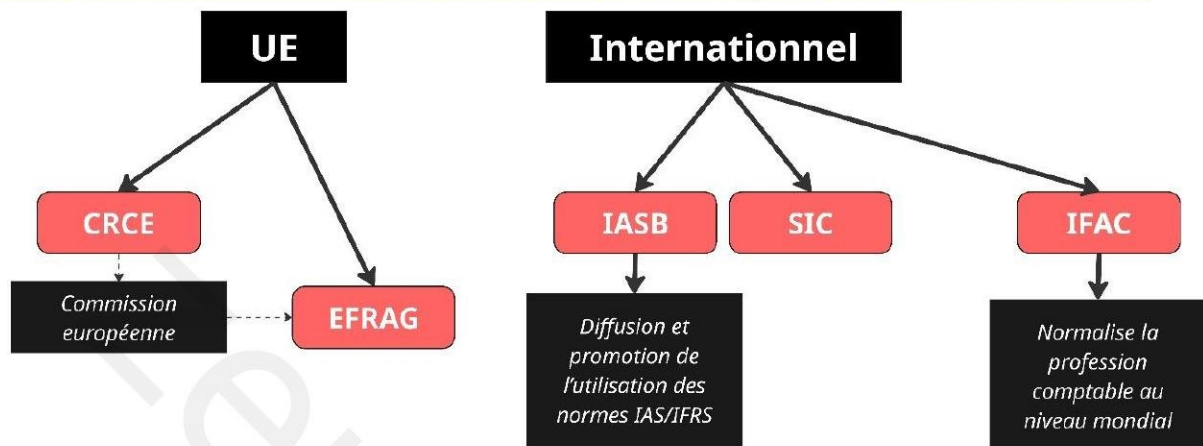 UE
Internationnel
CRCE
IASB
SIC
IFAC
Commission
européenne
EFRAG
Diffusion et
promotion de
l'utilisation des
normes IAS/IFRS
Normalise la
profession
comptable au
niveau mondial